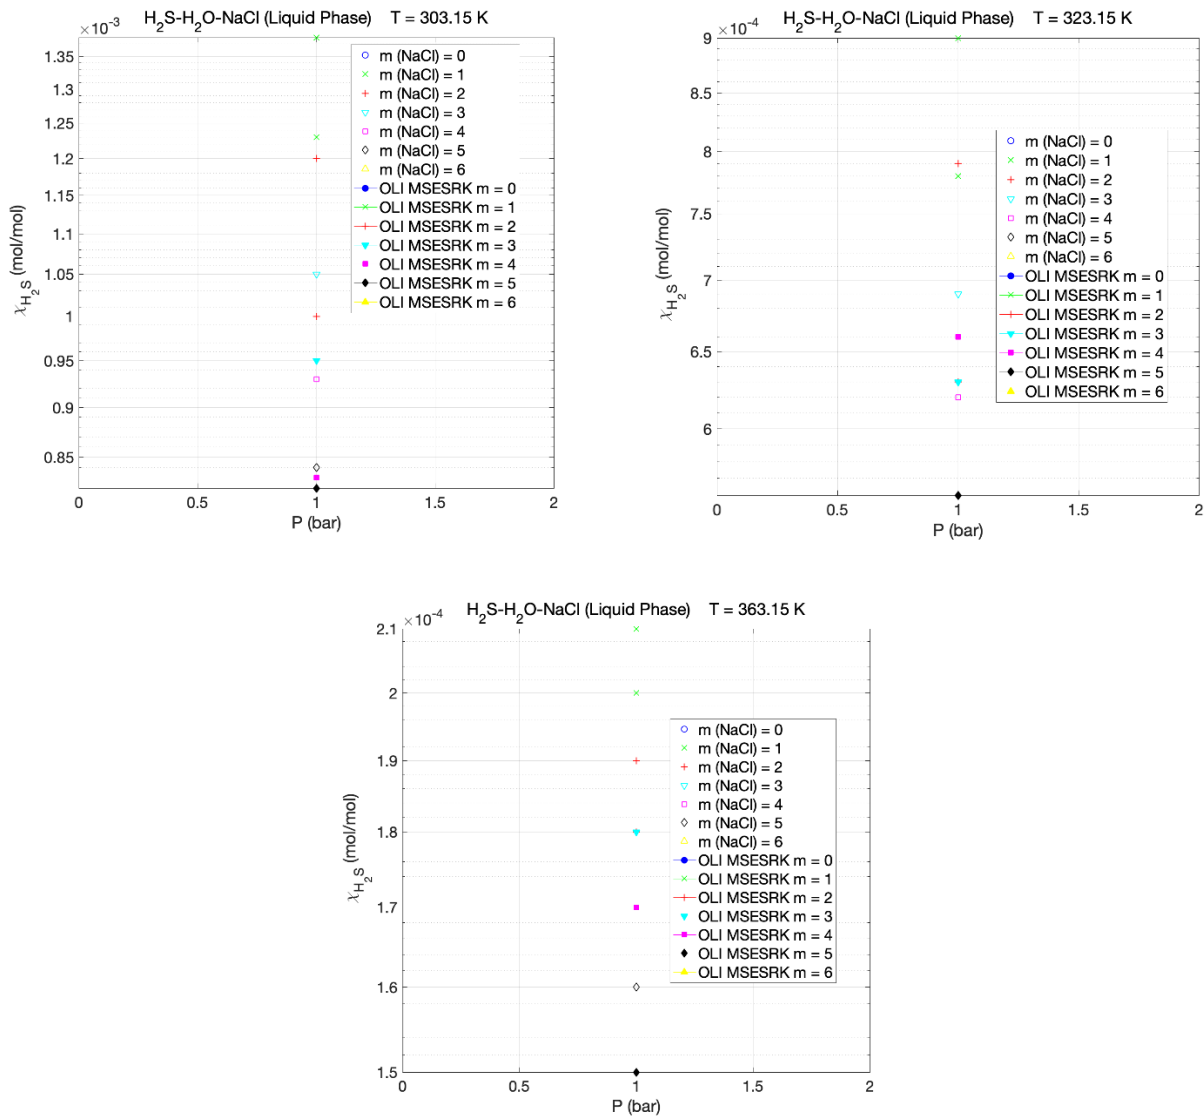 H2S-H2O-NaCl (Liquid Phase) T = 303.15 K
×10-3
1.35
1.3
1.25
1.2
1.15
1.1
1.05
1
0.95
0.9
0.85
χH2S (mol/mol)
0 0.5 1 1.5 2
P (bar)
m (NaCl) = 0
m (NaCl) = 1
m (NaCl) = 2
m (NaCl) = 3
m (NaCl) = 4
m (NaCl) = 5
m (NaCl) = 6
OLI MSESRK m = 0
OLI MSESRK m = 1
OLI MSESRK m = 2
OLI MSESRK m = 3
OLI MSESRK m = 4
OLI MSESRK m = 5
OLI MSESRK m = 6
H2S-H2O-NaCl (Liquid Phase) T = 323.15 K
×10-4
9
8.5
8
7.5
7
6.5
6
χH2S (mol/mol)
0 0.5 1 1.5 2
P (bar)
m (NaCl) = 0
m (NaCl) = 1
m (NaCl) = 2
m (NaCl) = 3
m (NaCl) = 4
m (NaCl) = 5
m (NaCl) = 6
OLI MSESRK m = 0
OLI MSESRK m = 1
OLI MSESRK m = 2
OLI MSESRK m = 3
OLI MSESRK m = 4
OLI MSESRK m = 5
OLI MSESRK m = 6
H2S-H2O-NaCl (Liquid Phase) T = 363.15 K
×10-4
2.1
2
1.9
1.8
1.7
1.6
1.5
χH2S (mol/mol)
0 0.5 1 1.5 2
P (bar)
m (NaCl) = 0
m (NaCl) = 1
m (NaCl) = 2
m (NaCl) = 3
m (NaCl) = 4
m (NaCl) = 5
m (NaCl) = 6
OLI MSESRK m = 0
OLI MSESRK m = 1
OLI MSESRK m = 2
OLI MSESRK m = 3
OLI MSESRK m = 4
OLI MSESRK m = 5
OLI MSESRK m = 6